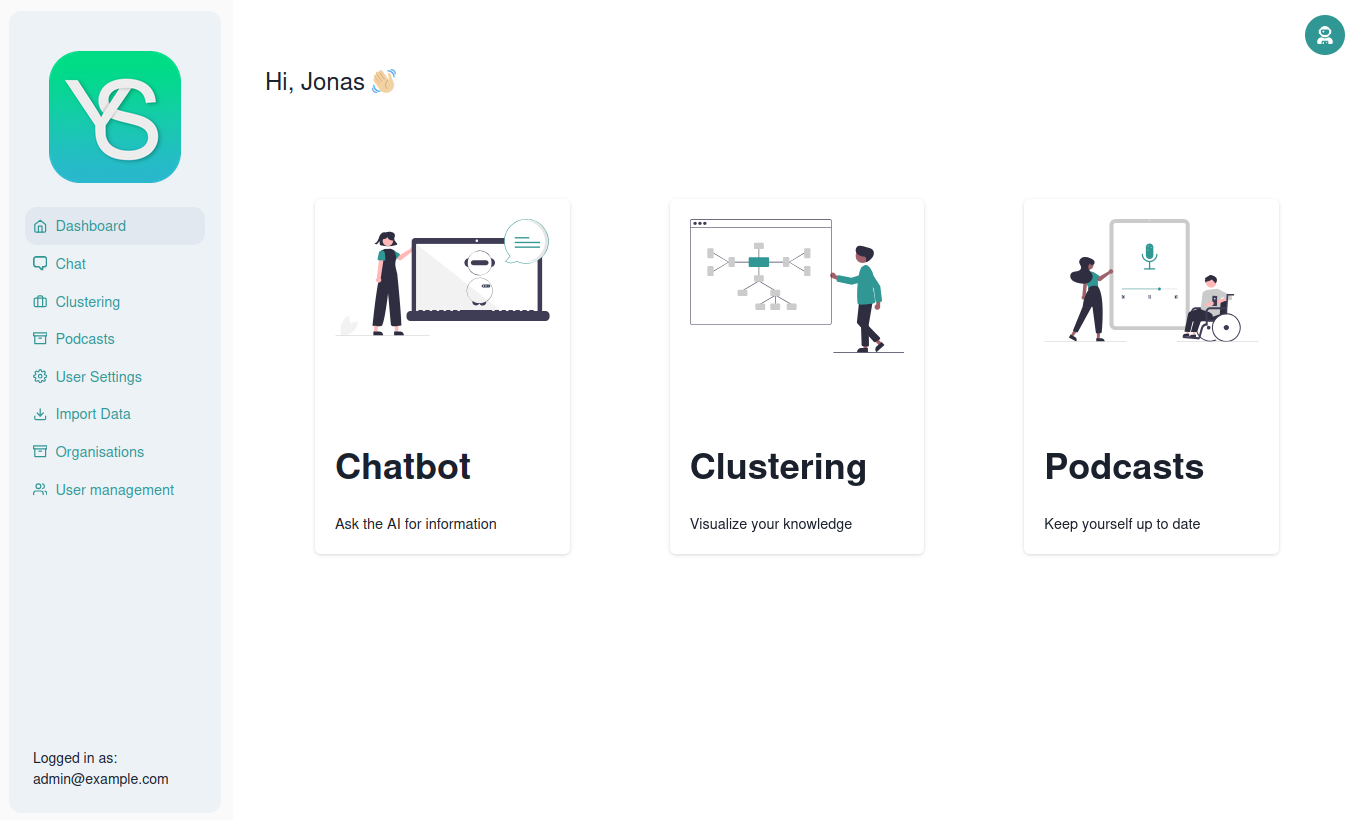 YS
Dashboard
Chat
Clustering
Podcasts
User Settings
Import Data
Organisations
User management
Logged in as:
admin@example.com
Hi, Jonas 👋🏼
Chatbot
Ask the AI for information
Clustering
Visualize your knowledge
Podcasts
Keep yourself up to date